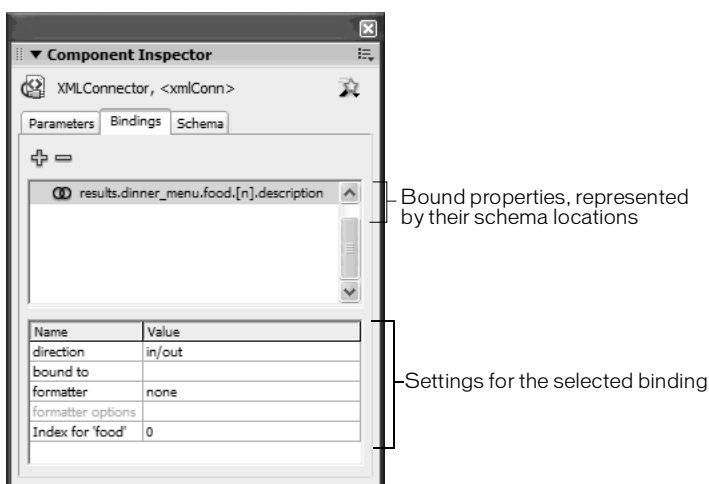 Component Inspector
XMLConnector, <xmlConn>
Parameters Bindings Schema
results.dinner_menu.food.[n].description
Bound properties, represented
by their schema locations
Name Value
direction in/out
bound to
formatter none
formatter options
Index for 'food' 0
Settings for the selected binding